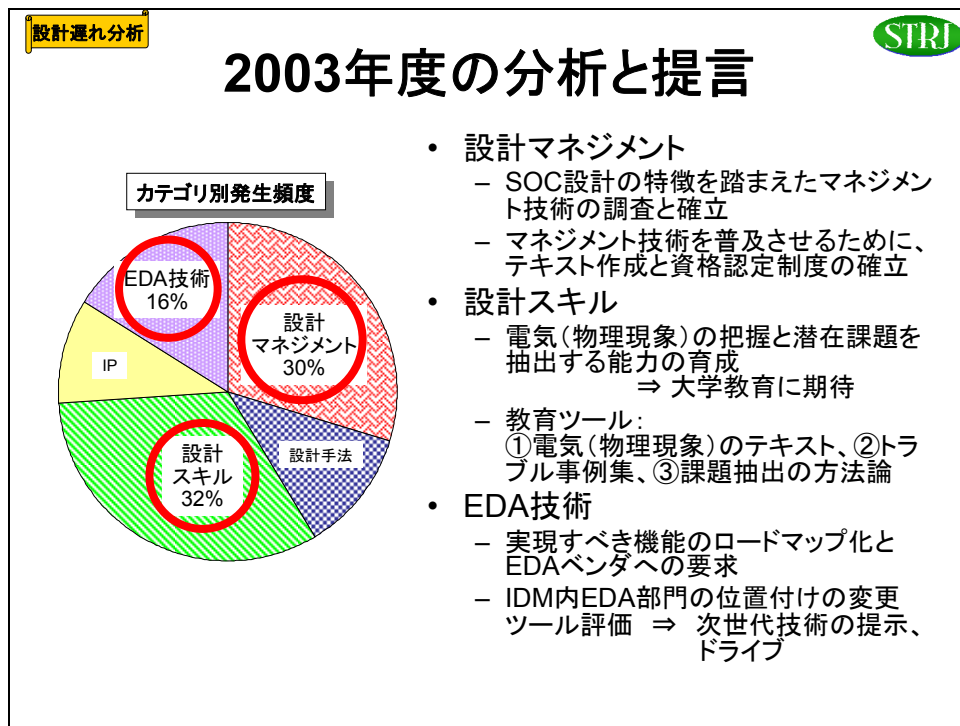 設計遅れ分析
STRJ
2003年度の分析と提言
カテゴリ別発生頻度
EDA技術
16%
設計
マネジメント
30%
IP
設計手法
設計
スキル
32%
• 設計マネジメント
– SOC設計の特徴を踏まえたマネジメン
ト技術の調査と確立
– マネジメント技術を普及させるために、
テキスト作成と資格認定制度の確立
• 設計スキル
– 電気(物理現象)の把握と潜在課題を
抽出する能力の育成
⇒ 大学教育に期待
– 教育ツール:
①電気(物理現象)のテキスト、②トラ
ブル事例集、③課題抽出の方法論
• EDA技術
– 実現すべき機能のロードマップ化と
EDAベンダへの要求
– IDM内EDA部門の位置付けの変更
ツール評価 ⇒ 次世代技術の提示、
ドライブ